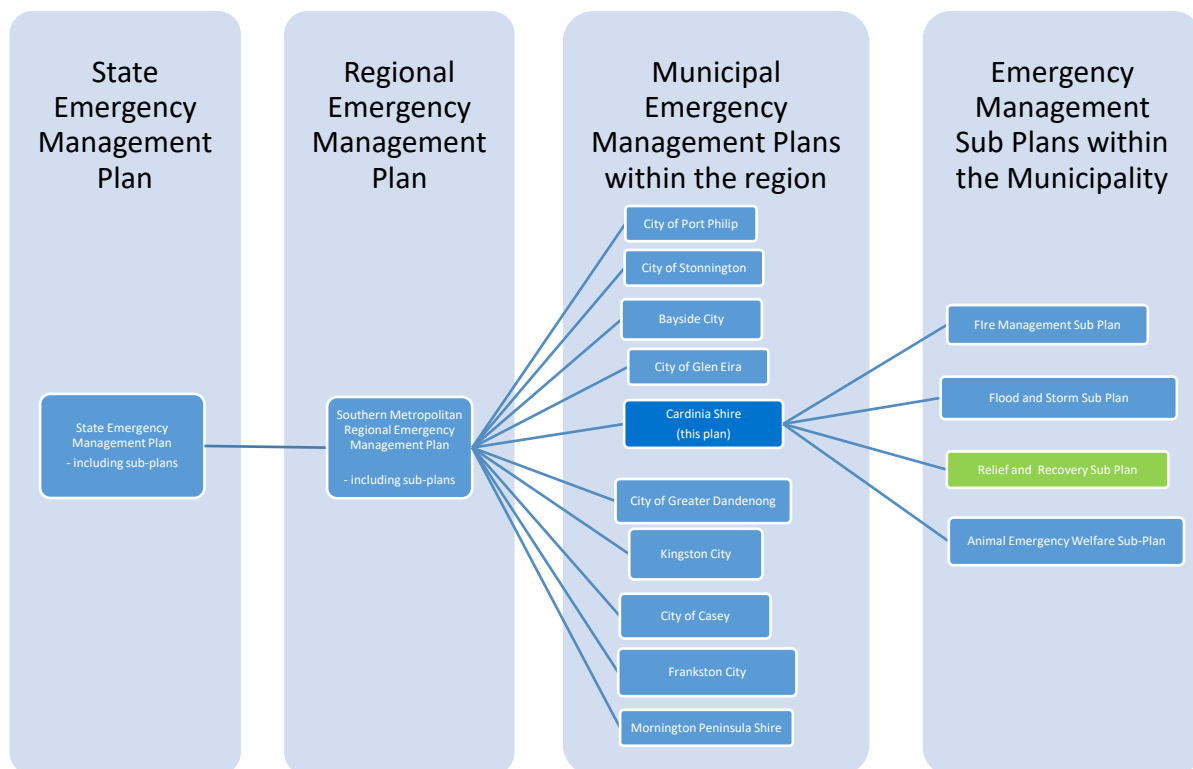 State
Emergency
Management
Plan
Regional
Emergency
Management
Plan
Municipal
Emergency
Management Plans
within the region
Emergency
Management
Sub Plans within
the Municipality
State Emergency
Management Plan
- including sub-plans
Southern Metropolitan
Regional Emergency
Management Plan
- including sub-plans
City of Port Philip
City of Stonnington
Bayside City
City of Glen Eira
Cardinia Shire
(this plan)
City of Greater Dandenong
Kingston City
City of Casey
Frankston City
Mornington Peninsula Shire
FIre Management Sub Plan
Flood and Storm Sub Plan
Relief and Recovery Sub Plan
Animal Emergency Welfare Sub-Plan